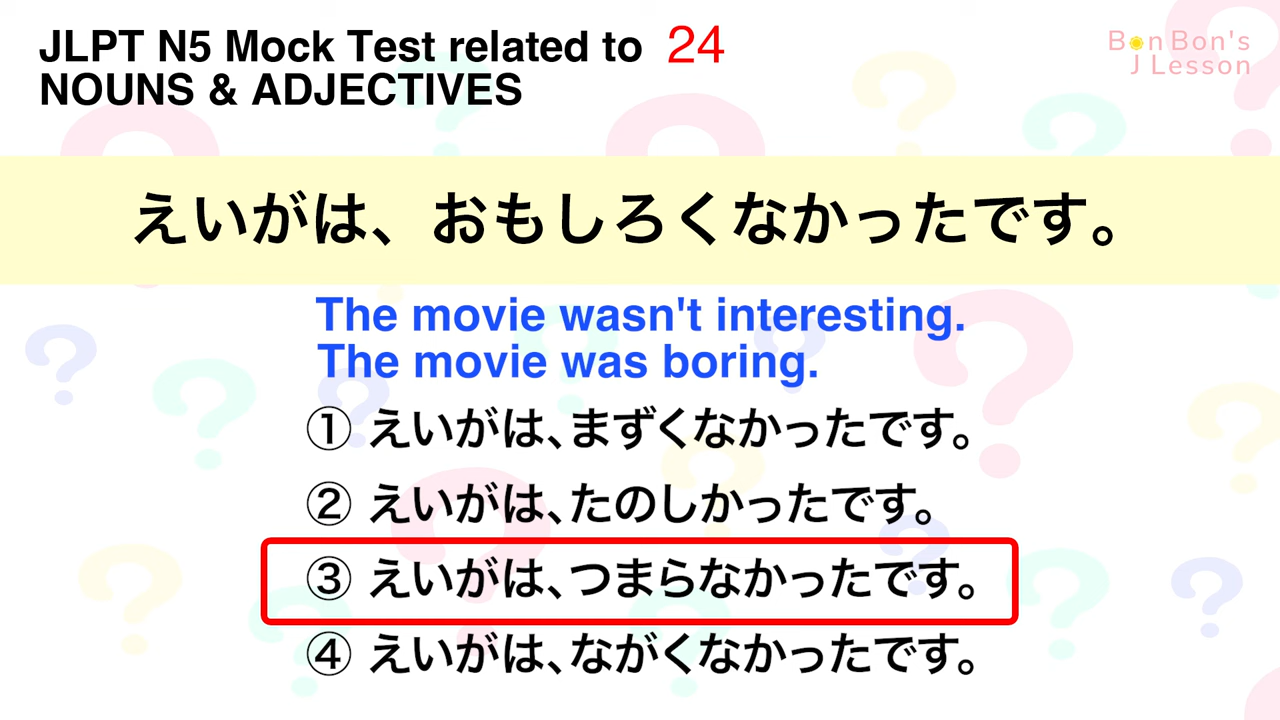 JLPT N5 Mock Test related to 24
NOUNS & ADJECTIVES
BonBon's
J Lesson
えいがは、おもしろくなかったです。
The movie wasn't interesting.
The movie was boring.
① えいがは、まずくなかったです。
② えいがは、たのしかったです。
③ えいがは、つまらなかったです。
④ えいがは、ながくなかったです。